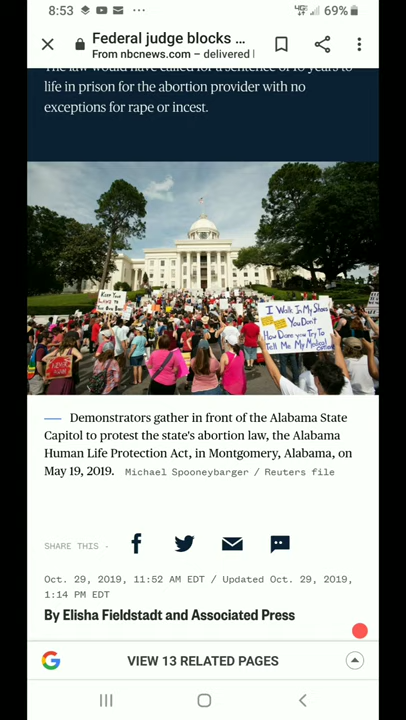 8:53 69%
Federal judge blocks ...
From nbcnews.com – delivered
life in prison for the abortion provider with no
exceptions for rape or incest.
I Walk In My Shoes
You Don't
How Dare You Try To
Tell Me My Medical
Demonstrators gather in front of the Alabama State
Capitol to protest the state's abortion law, the Alabama
Human Life Protection Act, in Montgomery, Alabama, on
May 19, 2019. Michael Spooneybarger / Reuters file
SHARE THIS -
Oct. 29, 2019, 11:52 AM EDT / Updated Oct. 29, 2019,
1:14 PM EDT
By Elisha Fieldstadt and Associated Press
VIEW 13 RELATED PAGES